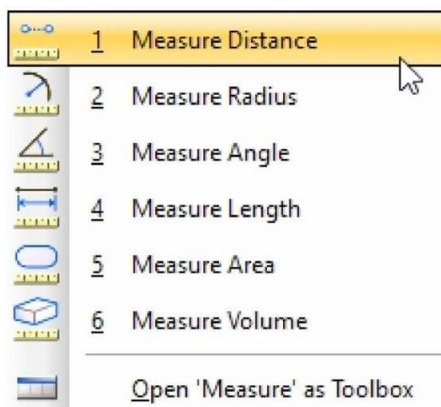 1 Measure Distance
2 Measure Radius
3 Measure Angle
4 Measure Length
5 Measure Area
6 Measure Volume
Open 'Measure' as Toolbox